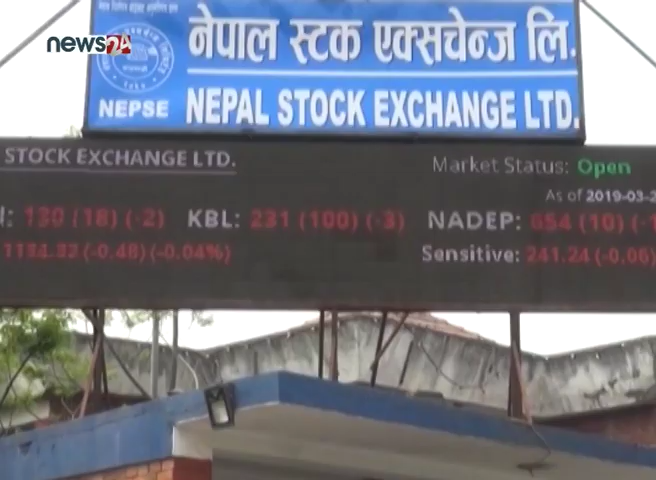 news24
नेपाल स्टक एक्सचेन्ज लि.
NEPSE NEPAL STOCK EXCHANGE LTD.
STOCK EXCHANGE LTD. Market Status: Open
As of 2019-03-2
: 130 (18) (-2) KBL: 231 (100) (-3) NADEP: 654 (10) (-1
1134.32 (-0.48) (-0.04%) Sensitive: 241.24 (-0.06)